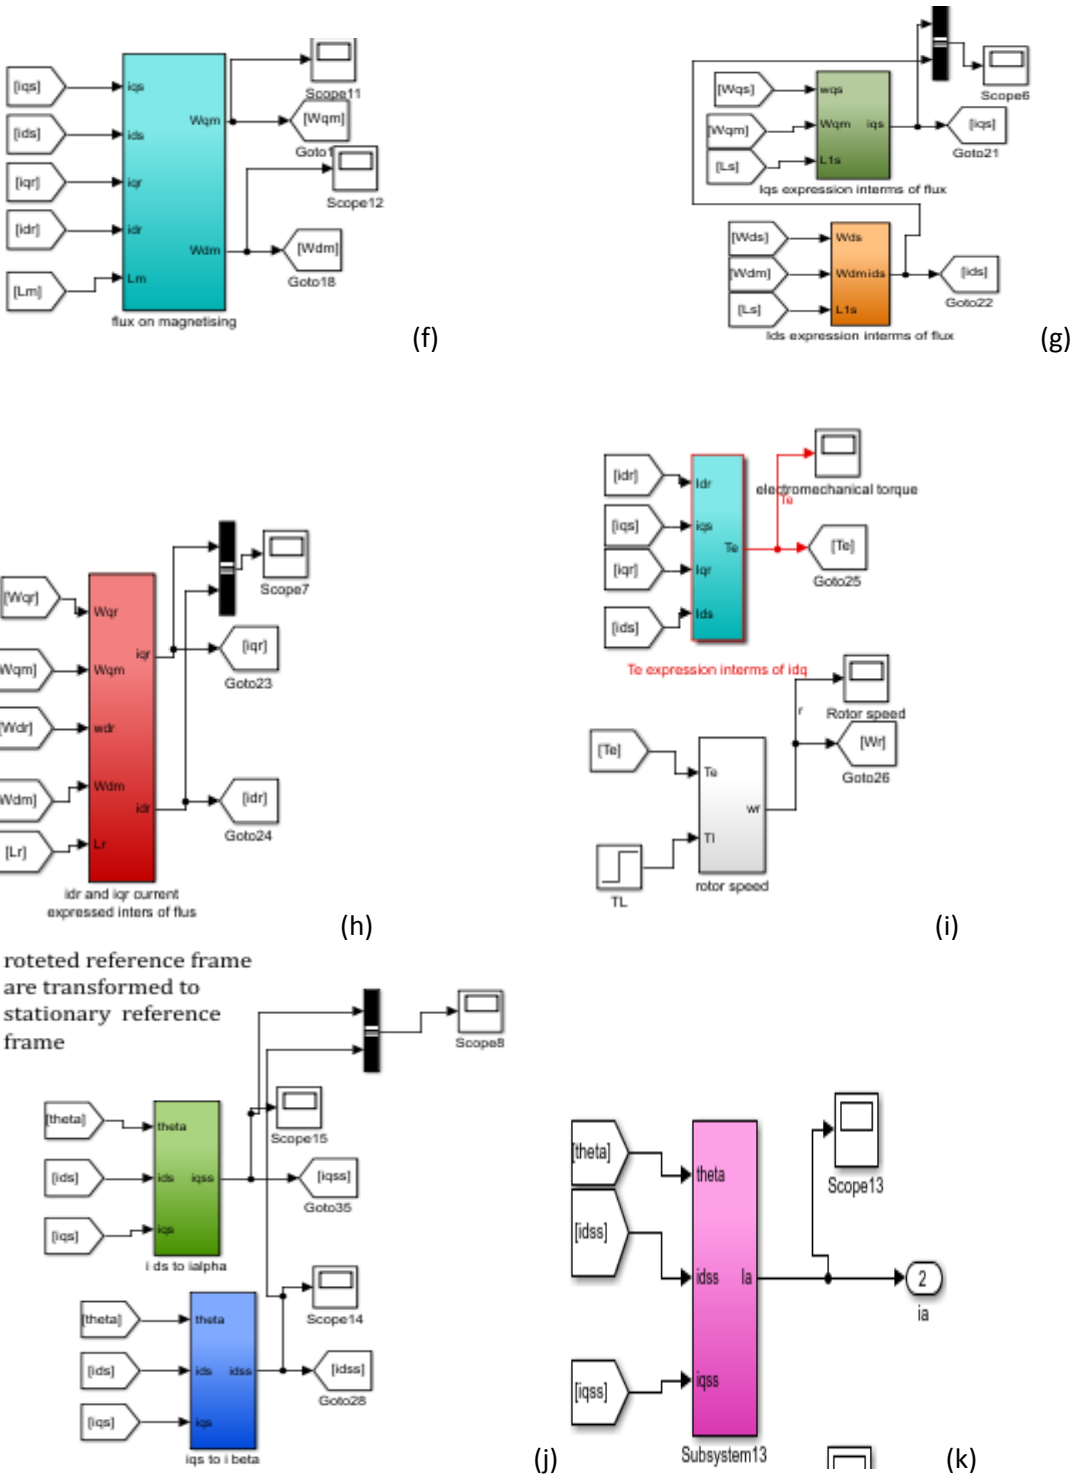 [iqs]
[ids]
[iqr]
[idr]
[Lm]
iqs
ids
iqr
idr
Lm
Wqm
Wdm
flux on magnetising
Scope11
[Wqm]
Goto1
Scope12
[Wdm]
Goto18
(f)
[Wqs]
[Wqm]
[Ls]
wqs
Wqm
L1s
iqs
Iqs expression interms of flux
Scope6
[iqs]
Goto21
[Wds]
[Wdm]
[Ls]
Wds
Wdm
L1s
ids
Ids expression interms of flux
[ids]
Goto22
(g)
[Wqr]
Wqm]
Wdr]
Wdm]
[Lr]
Wqr
Wqm
wdr
Wdm
Lr
iqr
idr
idr and iqr current
expressed inters of flus
Scope7
[iqr]
Goto23
[idr]
Goto24
(h)
[idr]
[iqs]
[iqr]
[ids]
Idr
iqs
Iqr
Ids
Te
Te expression interms of idq
electromechanical torque
Te
[Te]
Goto25
[Te]
TL
Te
Tl
wr
rotor speed
r
Rotor speed
[Wr]
Goto26
(i)
roteted reference frame
are transformed to
stationary reference
frame
Scope8
[theta]
[ids]
[iqs]
theta
ids
iqs
iqss
i ds to ialpha
Scope15
[iqss]
Goto35
[theta]
[ids]
[iqs]
theta
ids
iqs
idss
iqs to i beta
Scope14
[idss]
Goto28
(j)
[theta]
[idss]
[iqss]
theta
idss
iqss
Ia
Subsystem13
Scope13
2
ia
(k)